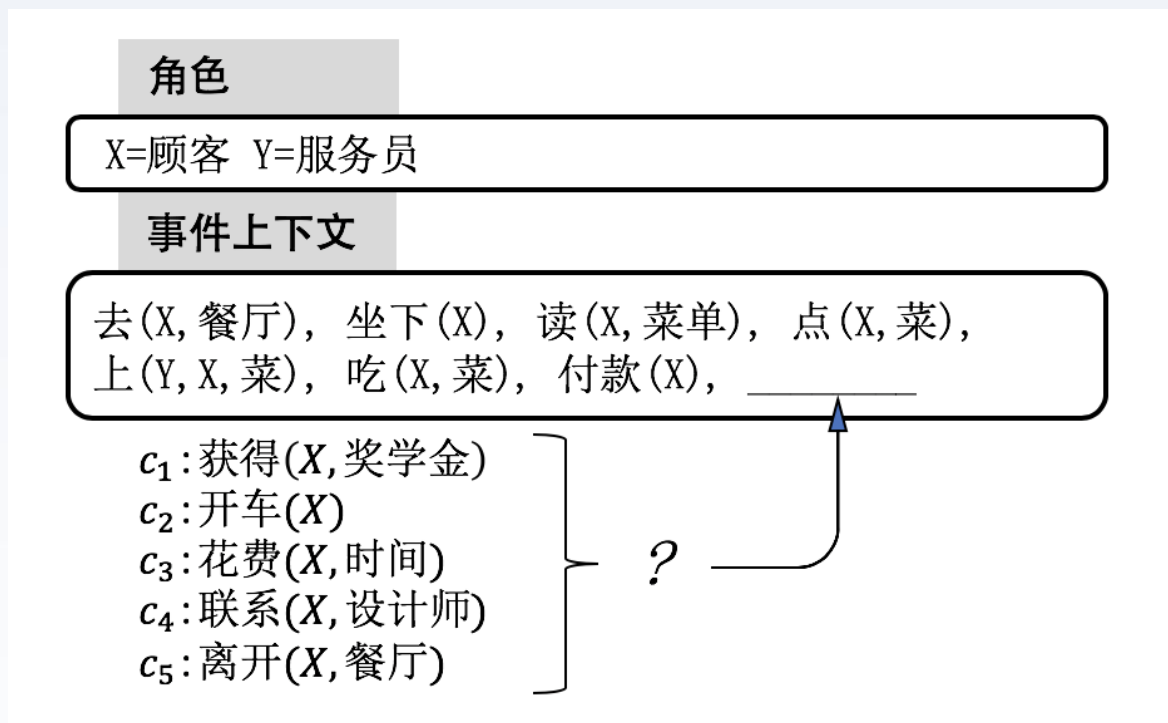 角色
X=顾客 Y=服务员
事件上下文
去(X,餐厅), 坐下(X), 读(X,菜单), 点(X,菜),
上(Y,X,菜), 吃(X,菜), 付款(X), ________
c₁:获得(X,奖学金)
c₂:开车(X)
c₃:花费(X,时间)
c₄:联系(X,设计师)
c₅:离开(X,餐厅)
?